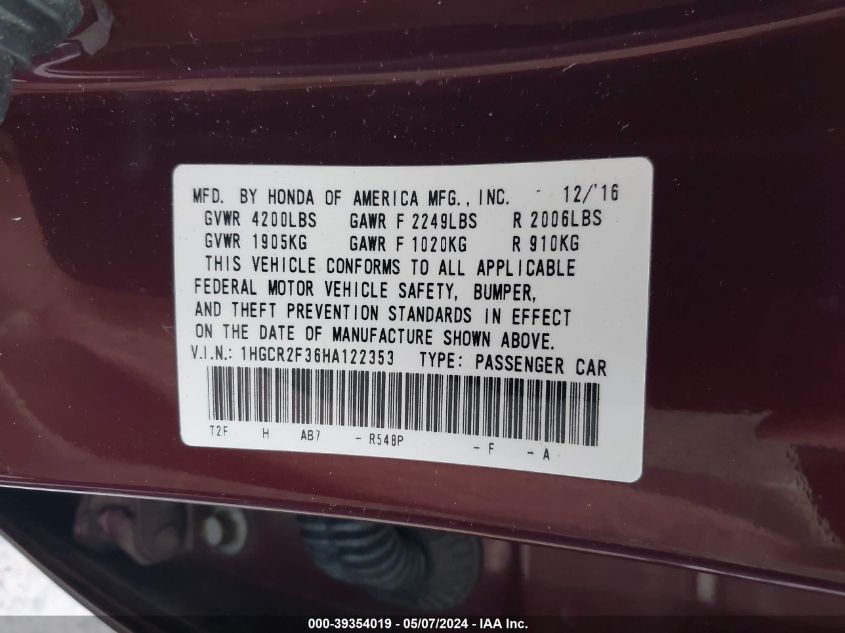 MFD. BY HONDA OF AMERICA MFG., INC. 12/'16
GVWR 4200LBS GAWR F 2249LBS R 2006LBS
GVWR 1905KG GAWR F 1020KG R 910KG
THIS VEHICLE CONFORMS TO ALL APPLICABLE
FEDERAL MOTOR VEHICLE SAFETY, BUMPER,
AND THEFT PREVENTION STANDARDS IN EFFECT
ON THE DATE OF MANUFACTURE SHOWN ABOVE.
V.I.N.: 1HGCR2F36HA122353 TYPE: PASSENGER CAR
T2F H AB7 - R548P - F - A
000-39354019 - 05/07/2024 - IAA Inc.